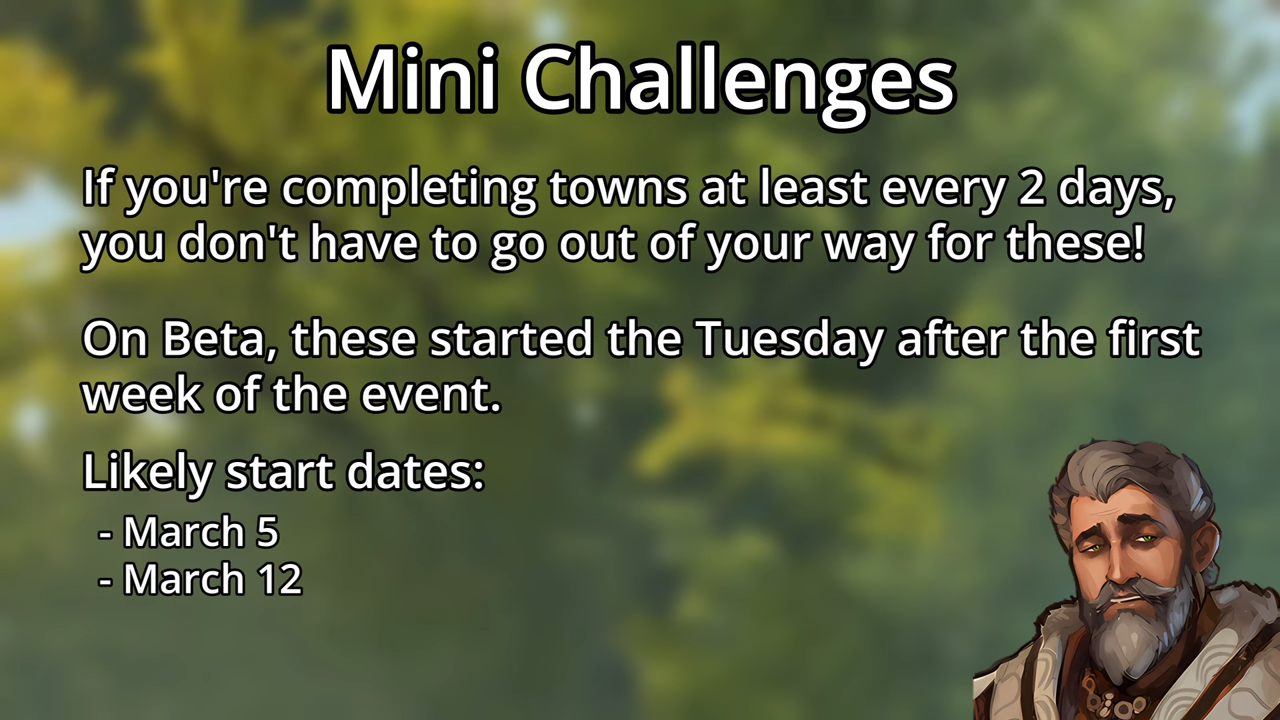 Mini Challenges
If you're completing towns at least every 2 days,
you don't have to go out of your way for these!
On Beta, these started the Tuesday after the first
week of the event.
Likely start dates:
- March 5
- March 12